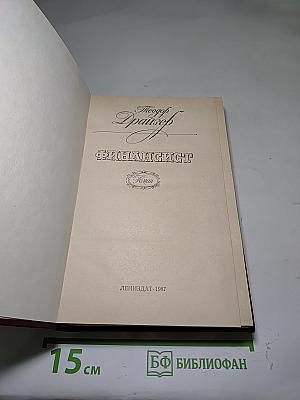 Теодор
Драйзер
ФИНАНСИСТ
Роман
ЛЕНИЗДАТ·1987
15 см
БФ БИБЛИОФАН